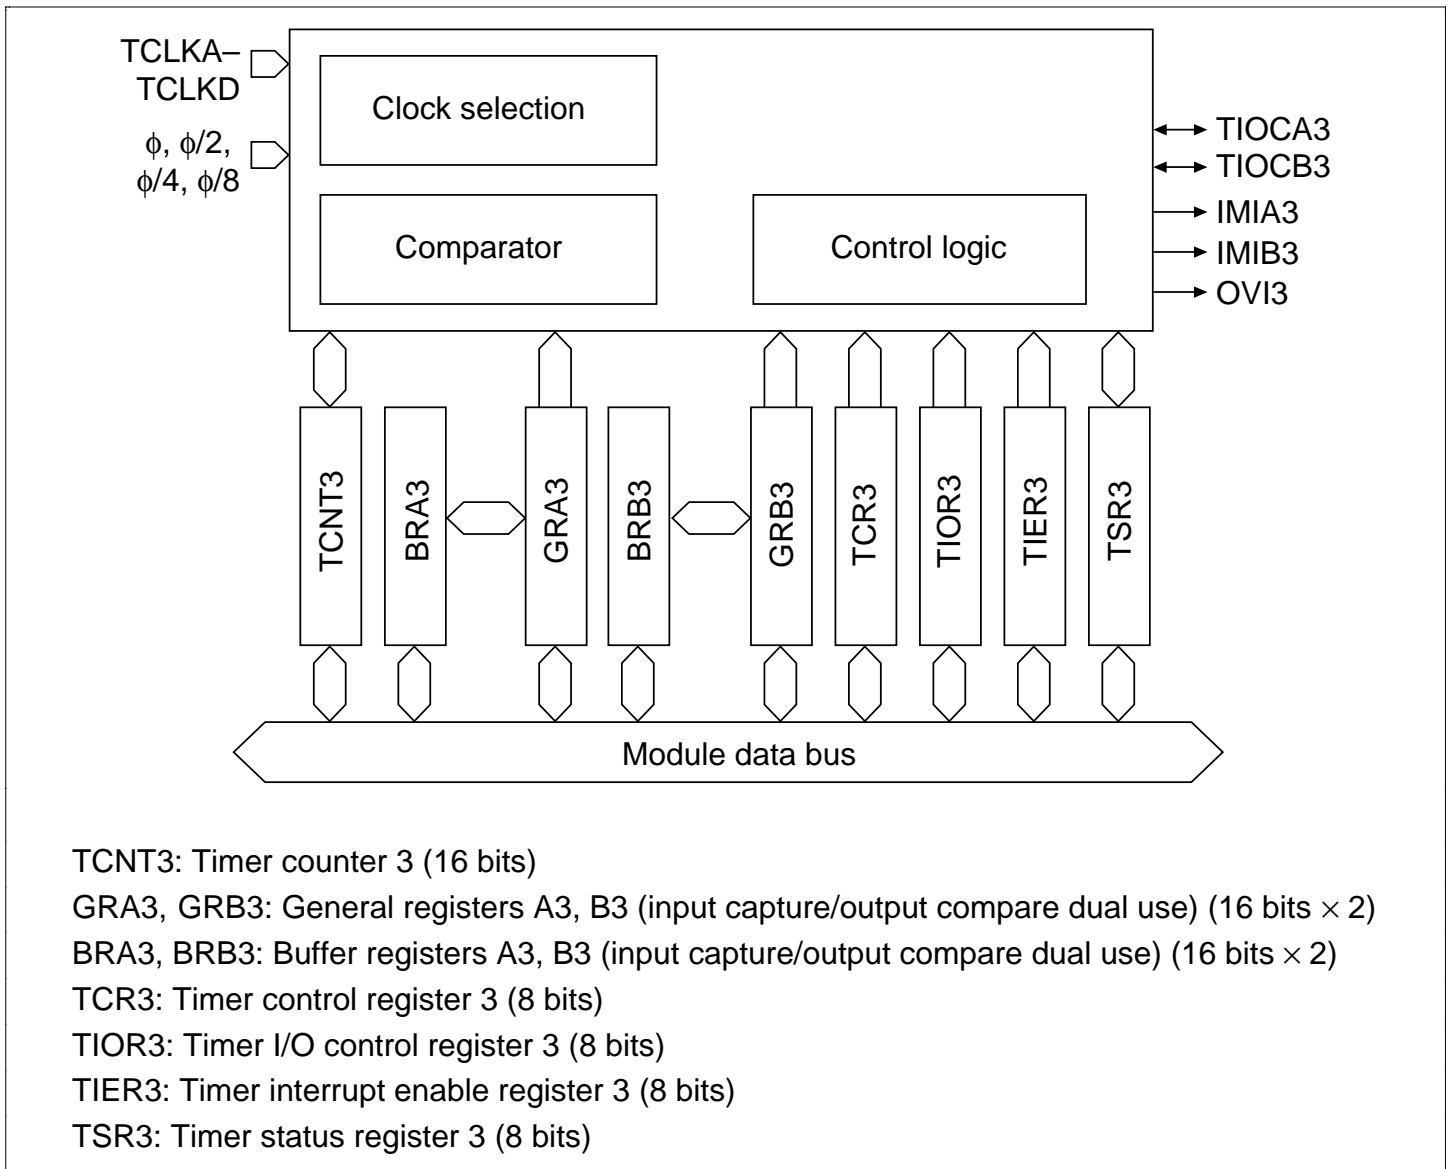 TCLKA–
TCLKD
ϕ, ϕ/2,
ϕ/4, ϕ/8
Clock selection
Comparator
Control logic
TIOCA3
TIOCB3
IMIA3
IMIB3
OVI3
TCNT3
BRA3
GRA3
BRB3
GRB3
TCR3
TIOR3
TIER3
TSR3
Module data bus
TCNT3: Timer counter 3 (16 bits)
GRA3, GRB3: General registers A3, B3 (input capture/output compare dual use) (16 bits × 2)
BRA3, BRB3: Buffer registers A3, B3 (input capture/output compare dual use) (16 bits × 2)
TCR3: Timer control register 3 (8 bits)
TIOR3: Timer I/O control register 3 (8 bits)
TIER3: Timer interrupt enable register 3 (8 bits)
TSR3: Timer status register 3 (8 bits)